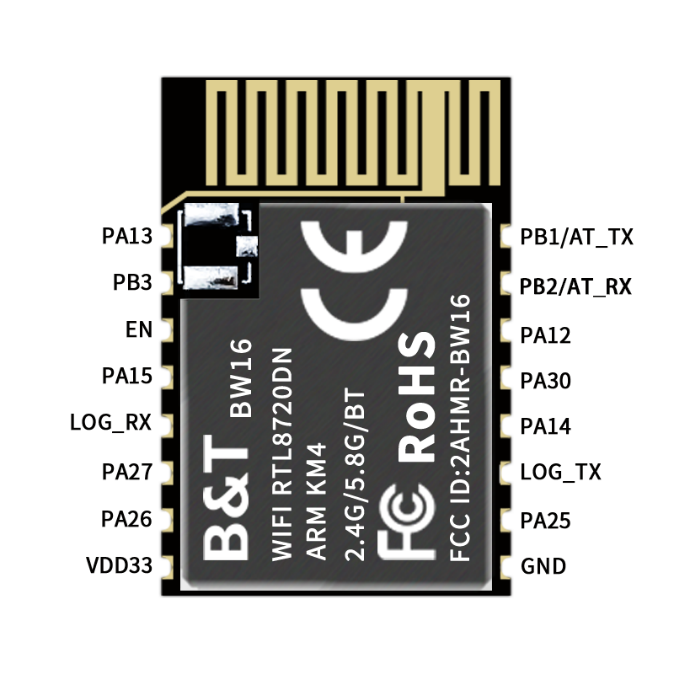 PA13
PB3
EN
PA15
LOG_RX
PA27
PA26
VDD33
B&T BW16
WIFI RTL8720DN
ARM KM4
2.4G/5.8G/BT
CE
FC RoHS
FCC ID:2AHMR-BW16
PB1/AT_TX
PB2/AT_RX
PA12
PA30
PA14
LOG_TX
PA25
GND